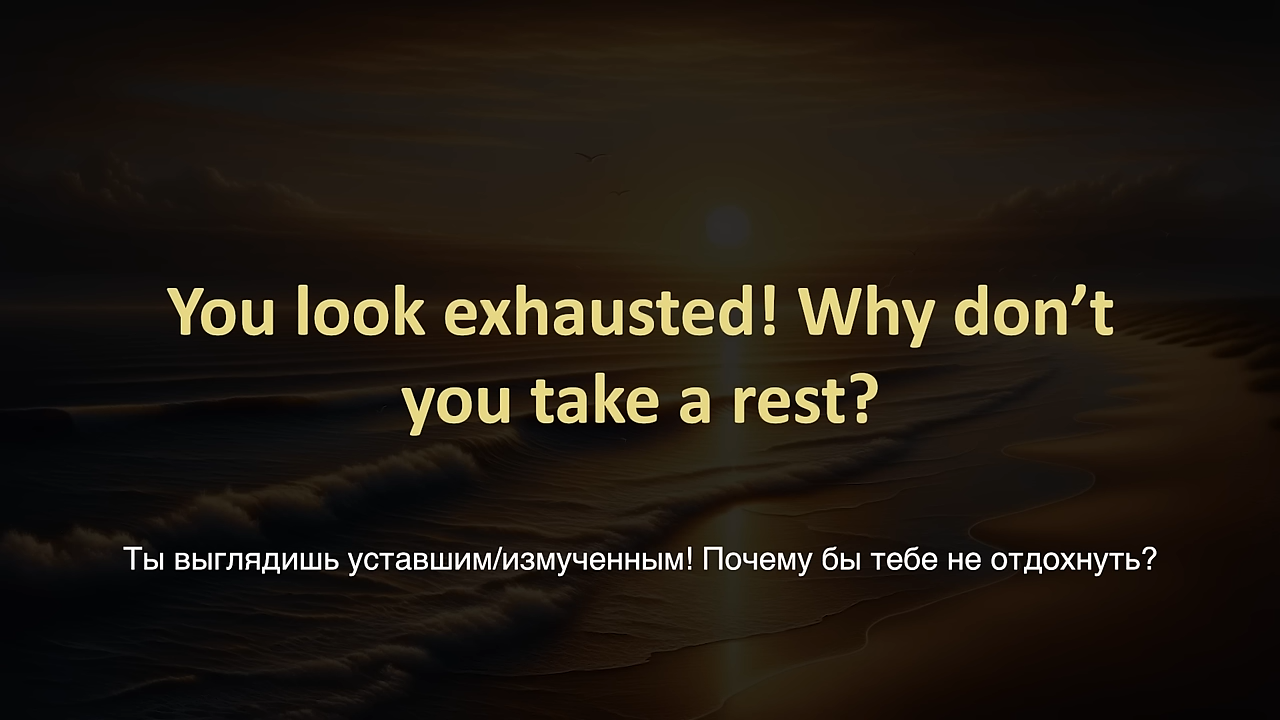 You look exhausted! Why don’t
you take a rest?
Ты выглядишь уставшим/измученным! Почему бы тебе не отдохнуть?